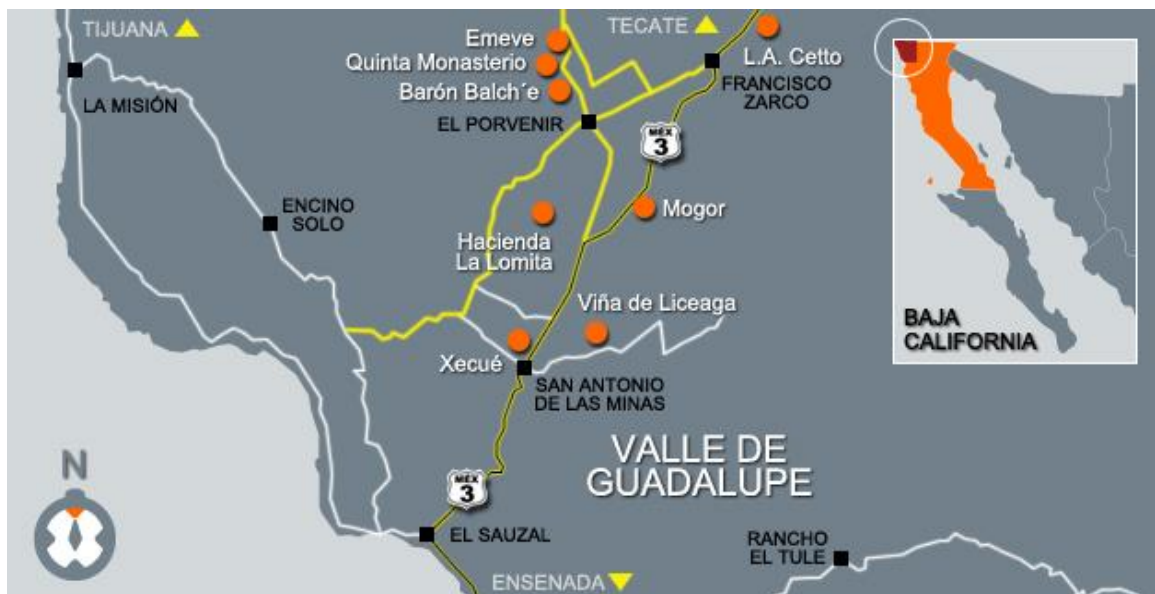 TIJUANA
TECATE
Emeve
Quinta Monasterio
Barón Balch´e
L.A. Cetto
FRANCISCO
ZARCO
LA MISIÓN
EL PORVENIR
MEX
3
ENCINO
SOLO
Mogor
Hacienda
La Lomita
Viña de Liceaga
Xecué
SAN ANTONIO
DE LAS MINAS
BAJA
CALIFORNIA
VALLE DE
GUADALUPE
N
MEX
3
EL SAUZAL
RANCHO
EL TULE
ENSENADA